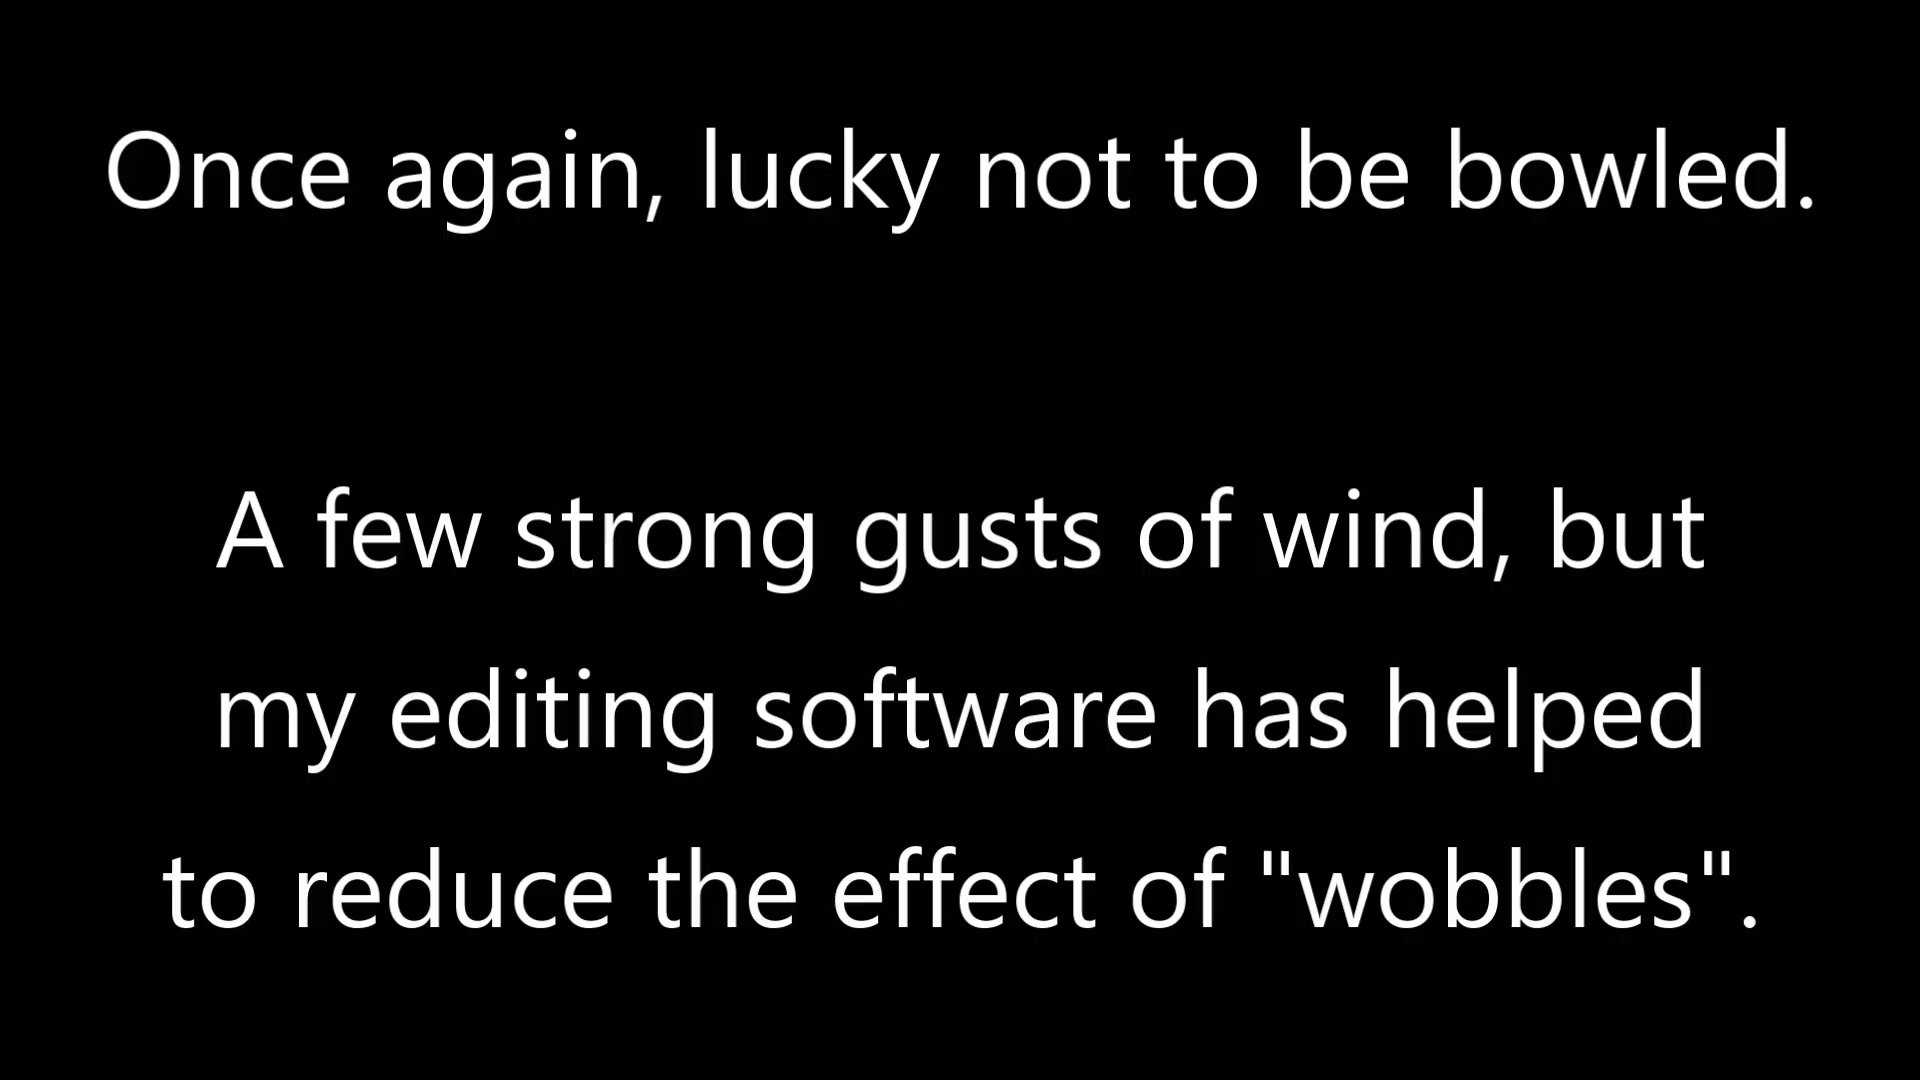 Once again, lucky not to be bowled.
A few strong gusts of wind, but
my editing software has helped
to reduce the effect of "wobbles".